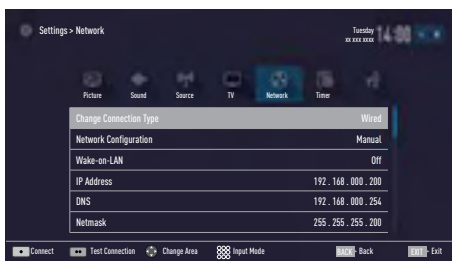 Settings > Network
Tuesday
xx xxx xxxx
14:00
Picture Sound Source TV Network Timer
Change Connection Type Wired
Network Configuration Manual
Wake-on-LAN Off
IP Address 192 . 168 . 000 . 200
DNS 192 . 168 . 000 . 254
Netmask 255 . 255 . 255 . 200
Connect Test Connection Change Area Input Mode BACK Back EXIT Exit